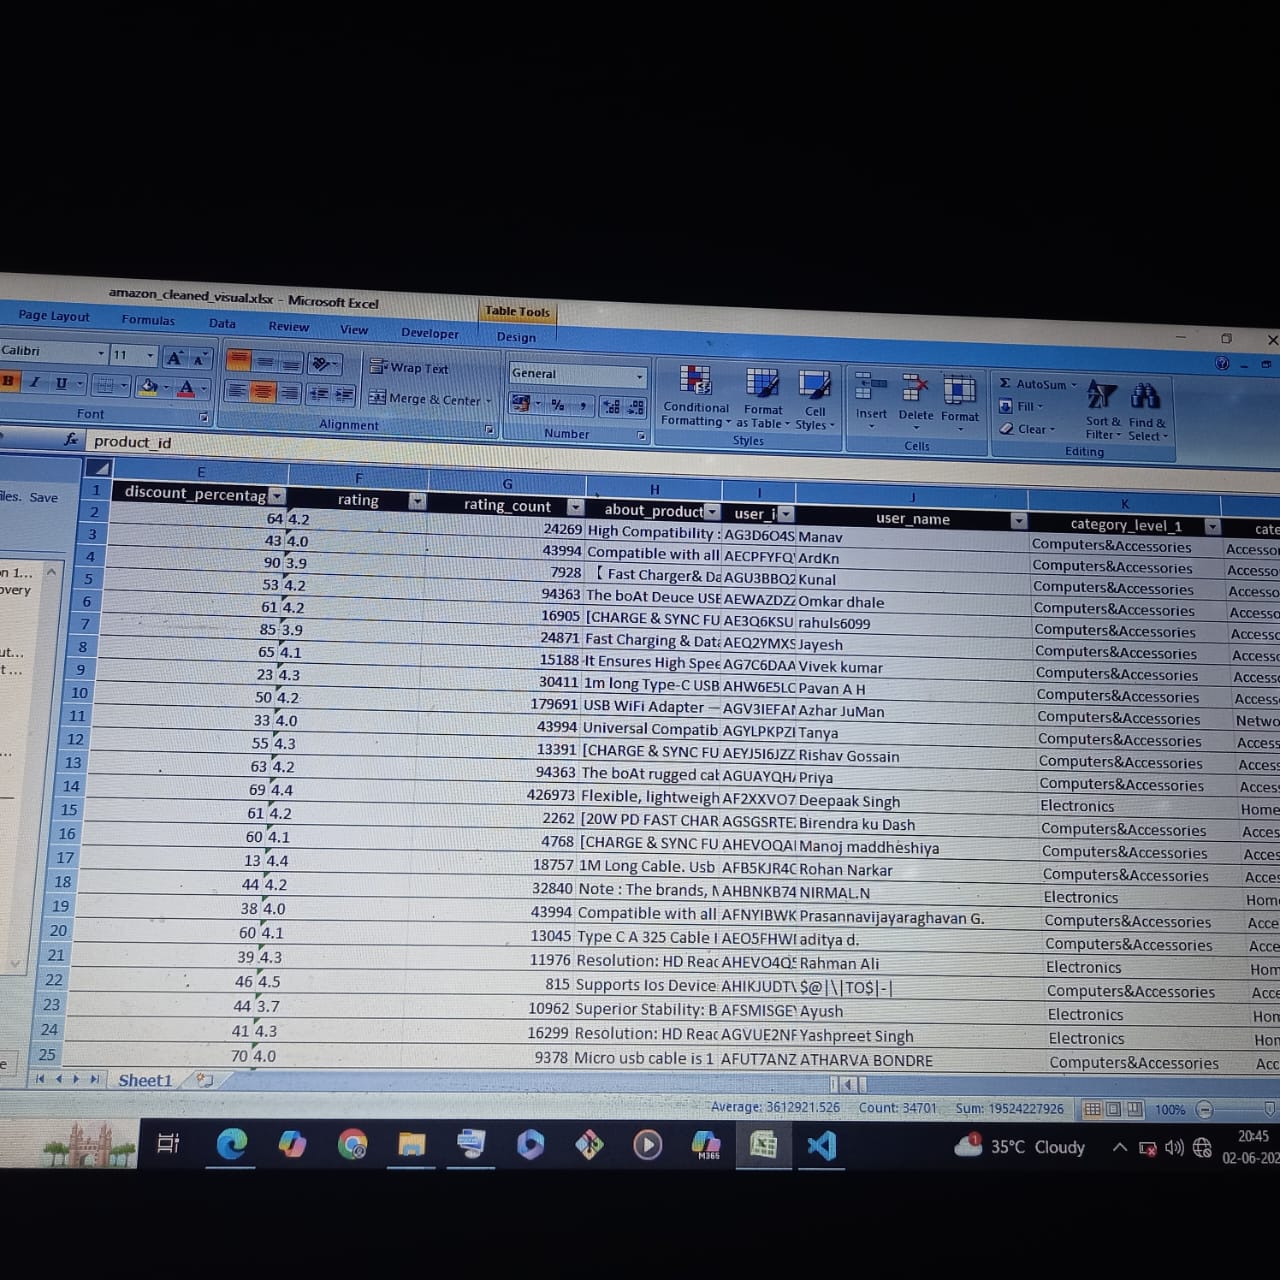 amazon_cleaned_visual.xlsx - Microsoft Excel
Table Tools
Page Layout Formulas Data Review View Developer Design
Calibri 11 A A Wrap Text General
B I U A Merge & Center % ,
Conditional Formatting Format as Table Cell Styles
Insert Delete Format
Σ AutoSum Fill Clear
Sort & Filter Find & Select
Font Alignment Number Styles Cells Editing
fx product_id
iles. Save
E F G H I J K
1 discount_percentag rating rating_count about_product user_i user_name category_level_1 cate
2 64 4.2 24269 High Compatibility : AG3D6O4S Manav Computers&Accessories Accessor
3 43 4.0 43994 Compatible with all AECPFYFQ ArdKn Computers&Accessories Accesso
4 90 3.9 7928 【 Fast Charger& Da AGU3BBQ2 Kunal Computers&Accessories Accesso
5 53 4.2 94363 The boAt Deuce USB AEWAZDZ Omkar dhale Computers&Accessories Accesso
6 61 4.2 16905 [CHARGE & SYNC FU AE3Q6KSU rahuls6099 Computers&Accessories Accesso
7 85 3.9 24871 Fast Charging & Data AEQ2YMXS Jayesh Computers&Accessories Access
8 65 4.1 15188 It Ensures High Spee AG7C6DAA Vivek kumar Computers&Accessories Access
9 23 4.3 30411 1m long Type-C USB AHW6E5LC Pavan A H Computers&Accessories Access
10 50 4.2 179691 USB WiFi Adapter — AGV3IEFA Azhar JuMan Computers&Accessories Netwo
11 33 4.0 43994 Universal Compatib AGYLPKPZ Tanya Computers&Accessories Access
12 55 4.3 13391 [CHARGE & SYNC FU AEYJ5I6JZZ Rishav Gossain Computers&Accessories Access
13 63 4.2 94363 The boAt rugged cal AGUAYQH Priya Computers&Accessories Access
14 69 4.4 426973 Flexible, lightweigh AF2XXVO7 Deepaak Singh Electronics Home
15 61 4.2 2262 [20W PD FAST CHAR AGSGSRTE Birendra ku Dash Computers&Accessories Acces
16 60 4.1 4768 [CHARGE & SYNC FU AHEVOQA Manoj maddheshiya Computers&Accessories Acces
17 13 4.4 18757 1M Long Cable. Usb AFB5KJR4C Rohan Narkar Computers&Accessories Acces
18 44 4.2 32840 Note : The brands, AHBNKB74 NIRMAL.N Electronics Hom
19 38 4.0 43994 Compatible with all AFNYIBWK Prasannavijayaraghavan G. Computers&Accessories Acce
20 60 4.1 13045 Type C A 325 Cable AEO5FHW aditya d. Computers&Accessories Acce
21 39 4.3 11976 Resolution: HD Reac AHEVO4Q Rahman Ali Electronics Hom
22 46 4.5 815 Supports Ios Device AHIKJUDT $@|\|TO$|-| Computers&Accessories Acce
23 44 3.7 10962 Superior Stability: B AFSMISGE Ayush Electronics Hon
24 41 4.3 16299 Resolution: HD Reac AGVUE2NF Yashpreet Singh Electronics Hon
25 70 4.0 9378 Micro usb cable is 1 AFUT7ANZ ATHARVA BONDRE Computers&Accessories Acc
on 1...
overy
ut...
t ...
Sheet1
Average: 3612921.526 Count: 34701 Sum: 19524227926 100%
M365
1
35°C Cloudy
20:45
02-06-202